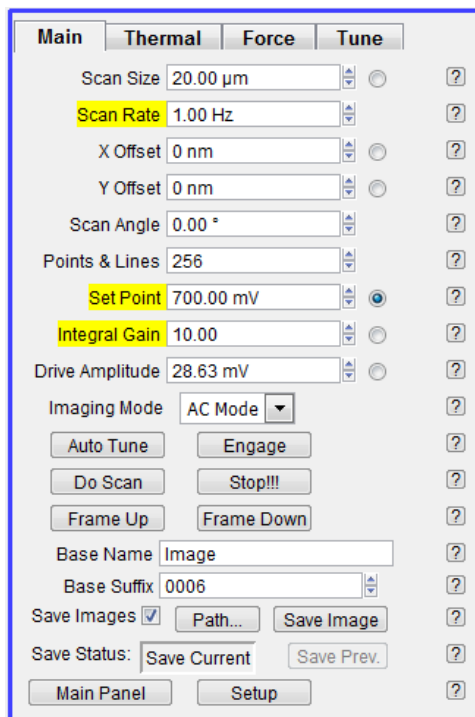 Main Thermal Force Tune
Scan Size 20.00 µm ?
Scan Rate 1.00 Hz ?
X Offset 0 nm ?
Y Offset 0 nm ?
Scan Angle 0.00 ° ?
Points & Lines 256 ?
Set Point 700.00 mV ?
Integral Gain 10.00 ?
Drive Amplitude 28.63 mV ?
Imaging Mode AC Mode ?
Auto Tune Engage ?
Do Scan Stop!!! ?
Frame Up Frame Down ?
Base Name Image ?
Base Suffix 0006 ?
Save Images Path... Save Image ?
Save Status: Save Current Save Prev. ?
Main Panel Setup ?